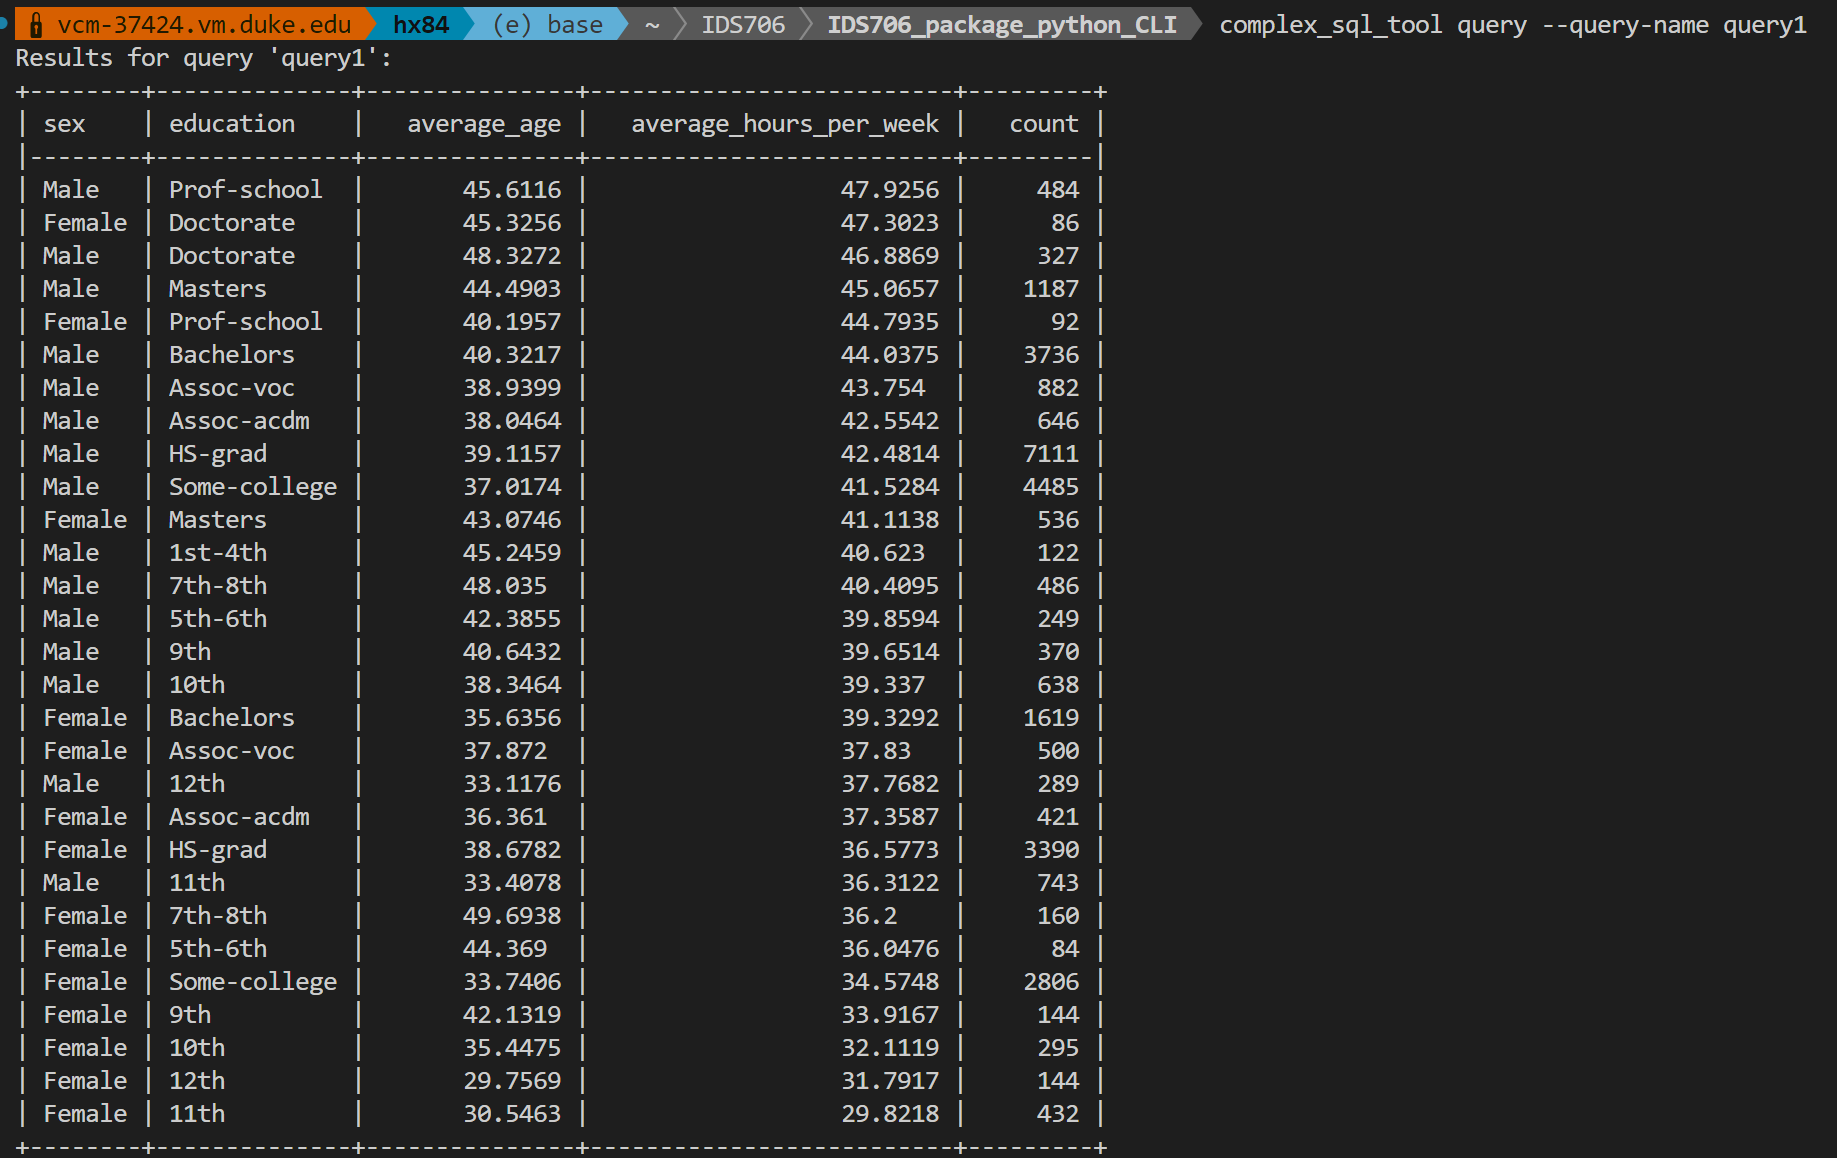 vcm-37424.vm.duke.edu hx84 (e) base ~ IDS706 IDS706_package_python_CLI complex_sql_tool query --query-name query1
Results for query 'query1':
+--------+--------------+---------------+--------------------------+---------+
| sex    | education    |   average_age |   average_hours_per_week |   count |
|--------+--------------+---------------+--------------------------+---------|
| Male   | Prof-school  |       45.6116 |                  47.9256 |     484 |
| Female | Doctorate    |       45.3256 |                  47.3023 |      86 |
| Male   | Doctorate    |       48.3272 |                  46.8869 |     327 |
| Male   | Masters      |       44.4903 |                  45.0657 |    1187 |
| Female | Prof-school  |       40.1957 |                  44.7935 |      92 |
| Male   | Bachelors    |       40.3217 |                  44.0375 |    3736 |
| Male   | Assoc-voc    |       38.9399 |                  43.754  |     882 |
| Male   | Assoc-acdm   |       38.0464 |                  42.5542 |     646 |
| Male   | HS-grad      |       39.1157 |                  42.4814 |    7111 |
| Male   | Some-college |       37.0174 |                  41.5284 |    4485 |
| Female | Masters      |       43.0746 |                  41.1138 |     536 |
| Male   | 1st-4th      |       45.2459 |                  40.623  |     122 |
| Male   | 7th-8th      |       48.035  |                  40.4095 |     486 |
| Male   | 5th-6th      |       42.3855 |                  39.8594 |     249 |
| Male   | 9th          |       40.6432 |                  39.6514 |     370 |
| Male   | 10th         |       38.3464 |                  39.337  |     638 |
| Female | Bachelors    |       35.6356 |                  39.3292 |    1619 |
| Female | Assoc-voc    |       37.872  |                  37.83   |     500 |
| Male   | 12th         |       33.1176 |                  37.7682 |     289 |
| Female | Assoc-acdm   |       36.361  |                  37.3587 |     421 |
| Female | HS-grad      |       38.6782 |                  36.5773 |    3390 |
| Male   | 11th         |       33.4078 |                  36.3122 |     743 |
| Female | 7th-8th      |       49.6938 |                  36.2    |     160 |
| Female | 5th-6th      |       44.369  |                  36.0476 |      84 |
| Female | Some-college |       33.7406 |                  34.5748 |    2806 |
| Female | 9th          |       42.1319 |                  33.9167 |     144 |
| Female | 10th         |       35.4475 |                  32.1119 |     295 |
| Female | 12th         |       29.7569 |                  31.7917 |     144 |
| Female | 11th         |       30.5463 |                  29.8218 |     432 |
+--------+--------------+---------------+--------------------------+---------+